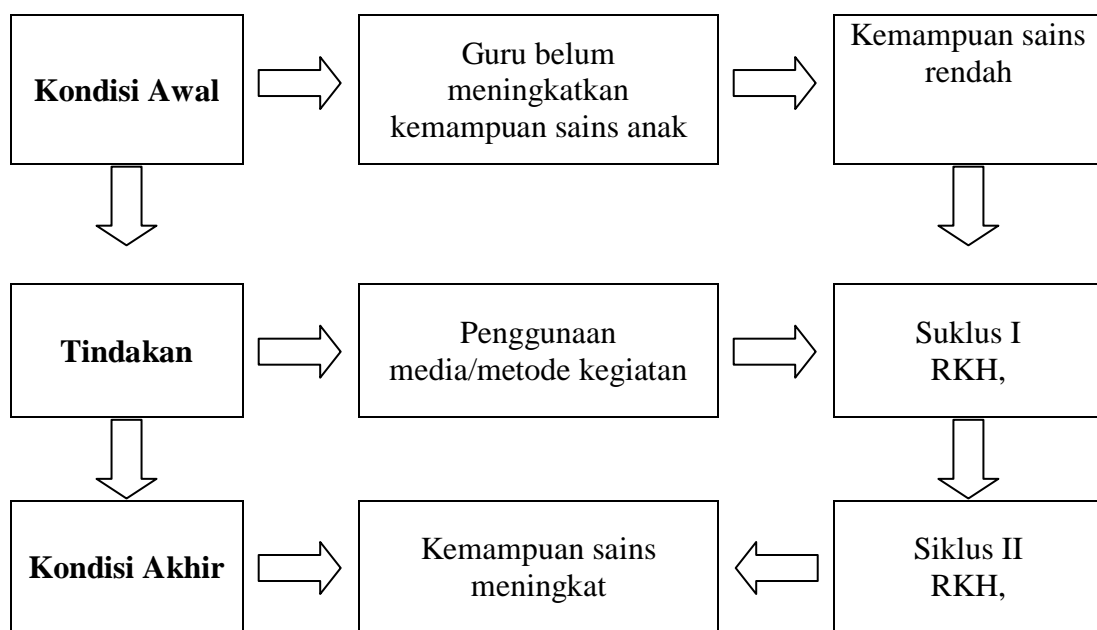 Kondisi Awal
Guru belum
meningkatkan
kemampuan sains anak
Kemampuan sains
rendah
Tindakan
Penggunaan
media/metode kegiatan
Suklus I
RKH,
Kondisi Akhir
Kemampuan sains
meningkat
Siklus II
RKH,